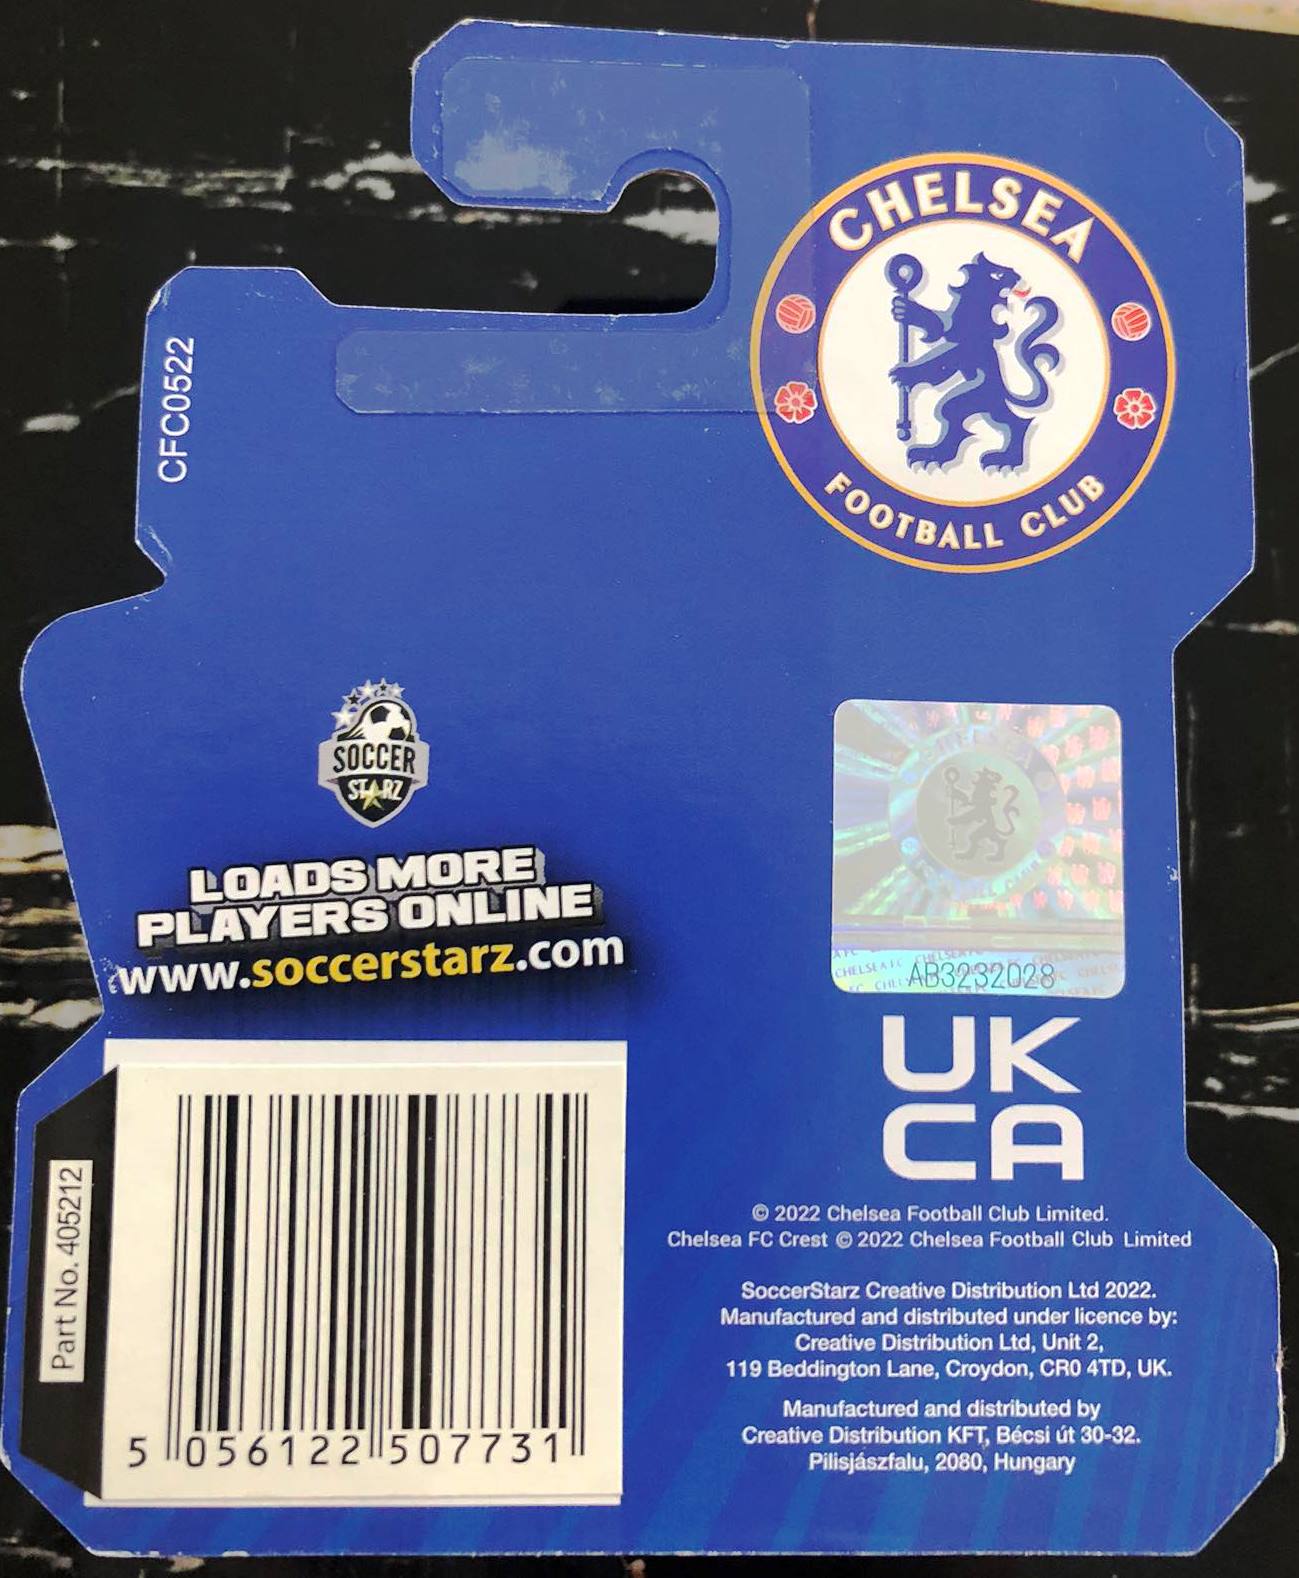 CHELSEA
FOOTBALL CLUB
CFC0522
SOCCER
STARZ
LOADS MORE
PLAYERS ONLINE
www.soccerstarz.com
AB3232028
UK
CA
© 2022 Chelsea Football Club Limited.
Chelsea FC Crest © 2022 Chelsea Football Club Limited
SoccerStarz Creative Distribution Ltd 2022.
Manufactured and distributed under licence by:
Creative Distribution Ltd, Unit 2,
119 Beddington Lane, Croydon, CR0 4TD, UK.
Manufactured and distributed by
Creative Distribution KFT, Bécsi út 30-32.
Pilisjászfalu, 2080, Hungary
Part No. 405212
5 056122 507731